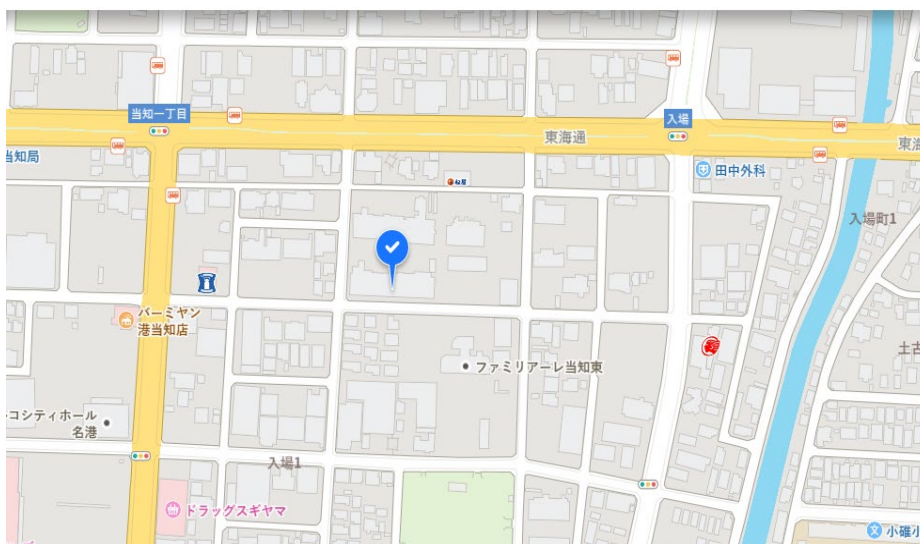 当知一丁目
入場
東海通
東海
当知局
田中外科
松屋
入場町1
バーミヤン
港当知店
ファミリアーレ当知東
土古
コシティホール
名港
入場1
ドラッグスギヤマ
小碓小